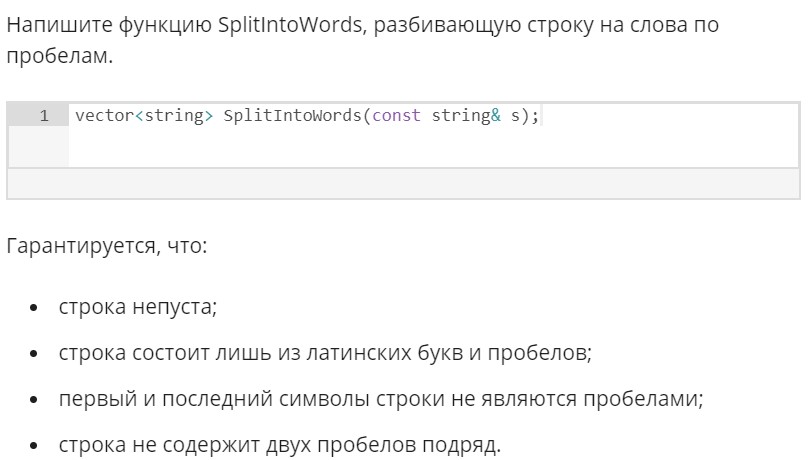 Напишите функцию SplitIntoWords, разбивающую строку на слова по
пробелам.
1 vector<string> SplitIntoWords(const string& s);
Гарантируется, что:
• строка непуста;
• строка состоит лишь из латинских букв и пробелов;
• первый и последний символы строки не являются пробелами;
• строка не содержит двух пробелов подряд.